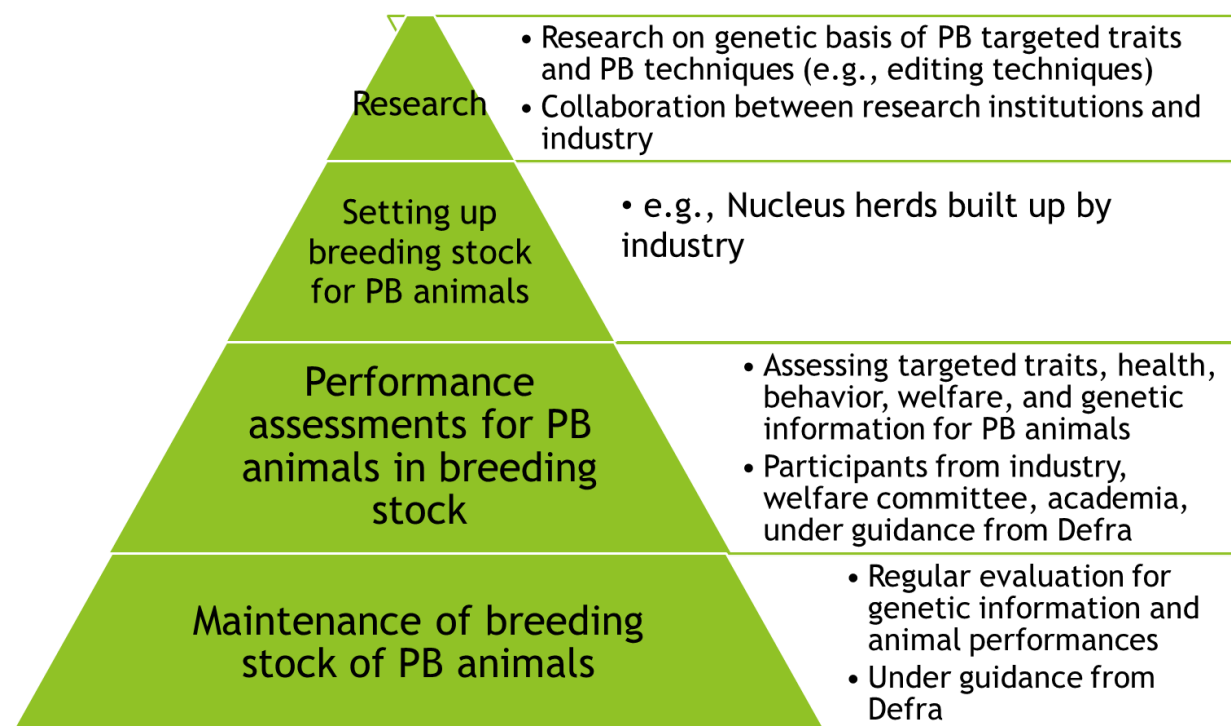 Research
• Research on genetic basis of PB targeted traits
and PB techniques (e.g., editing techniques)
• Collaboration between research institutions and
industry
Setting up
breeding stock
for PB animals
• e.g., Nucleus herds built up by
industry
Performance
assessments for PB
animals in breeding
stock
• Assessing targeted traits, health,
behavior, welfare, and genetic
information for PB animals
• Participants from industry,
welfare committee, academia,
under guidance from Defra
Maintenance of breeding
stock of PB animals
• Regular evaluation for
genetic information and
animal performances
• Under guidance from
Defra